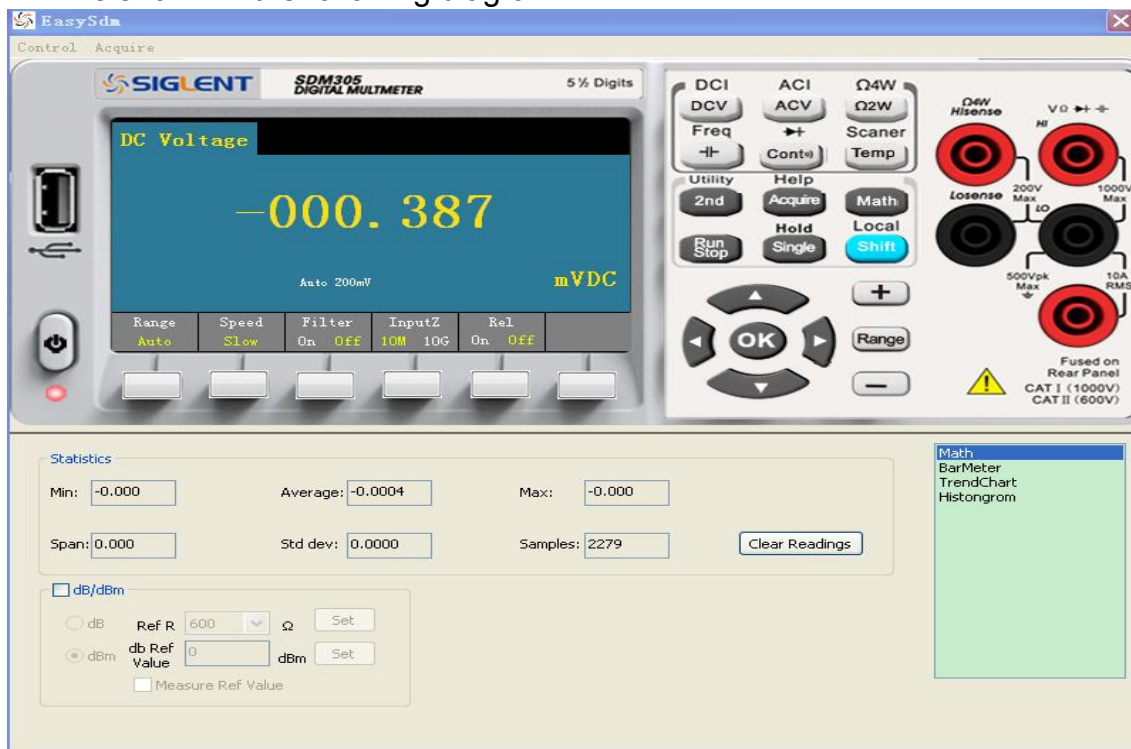 EasySdm
Control Acquire
SIGLENT SDM305 5 ½ Digits
DIGITAL MULTMETER
DC Voltage
-000.387
Auto 200mV mVDC
Range Speed Filter InputZ Rel
Auto Slow On Off 10M 10G On Off
DCI ACI Ω4W
DCV ACV Ω2W
Freq Scaner
Cont Temp
Utility Help
2nd Acquire Math
Hold Local
Run Single Shift
Stop
+
OK Range
-
Ω4W VΩ
Hisense HI
Losense 200V 1000V
Max Max
LO
500Vpk 10A
Max RMS
Fused on
Rear Panel
CAT I (1000V)
CAT II (600V)
Statistics
Min: -0.000 Average: -0.0004 Max: -0.000
Span: 0.000 Std dev: 0.0000 Samples: 2279 Clear Readings
Math
BarMeter
TrendChart
Histongrom
dB/dBm
dB Ref R 600 Ω Set
dBm db Ref Value 0 dBm Set
Measure Ref Value